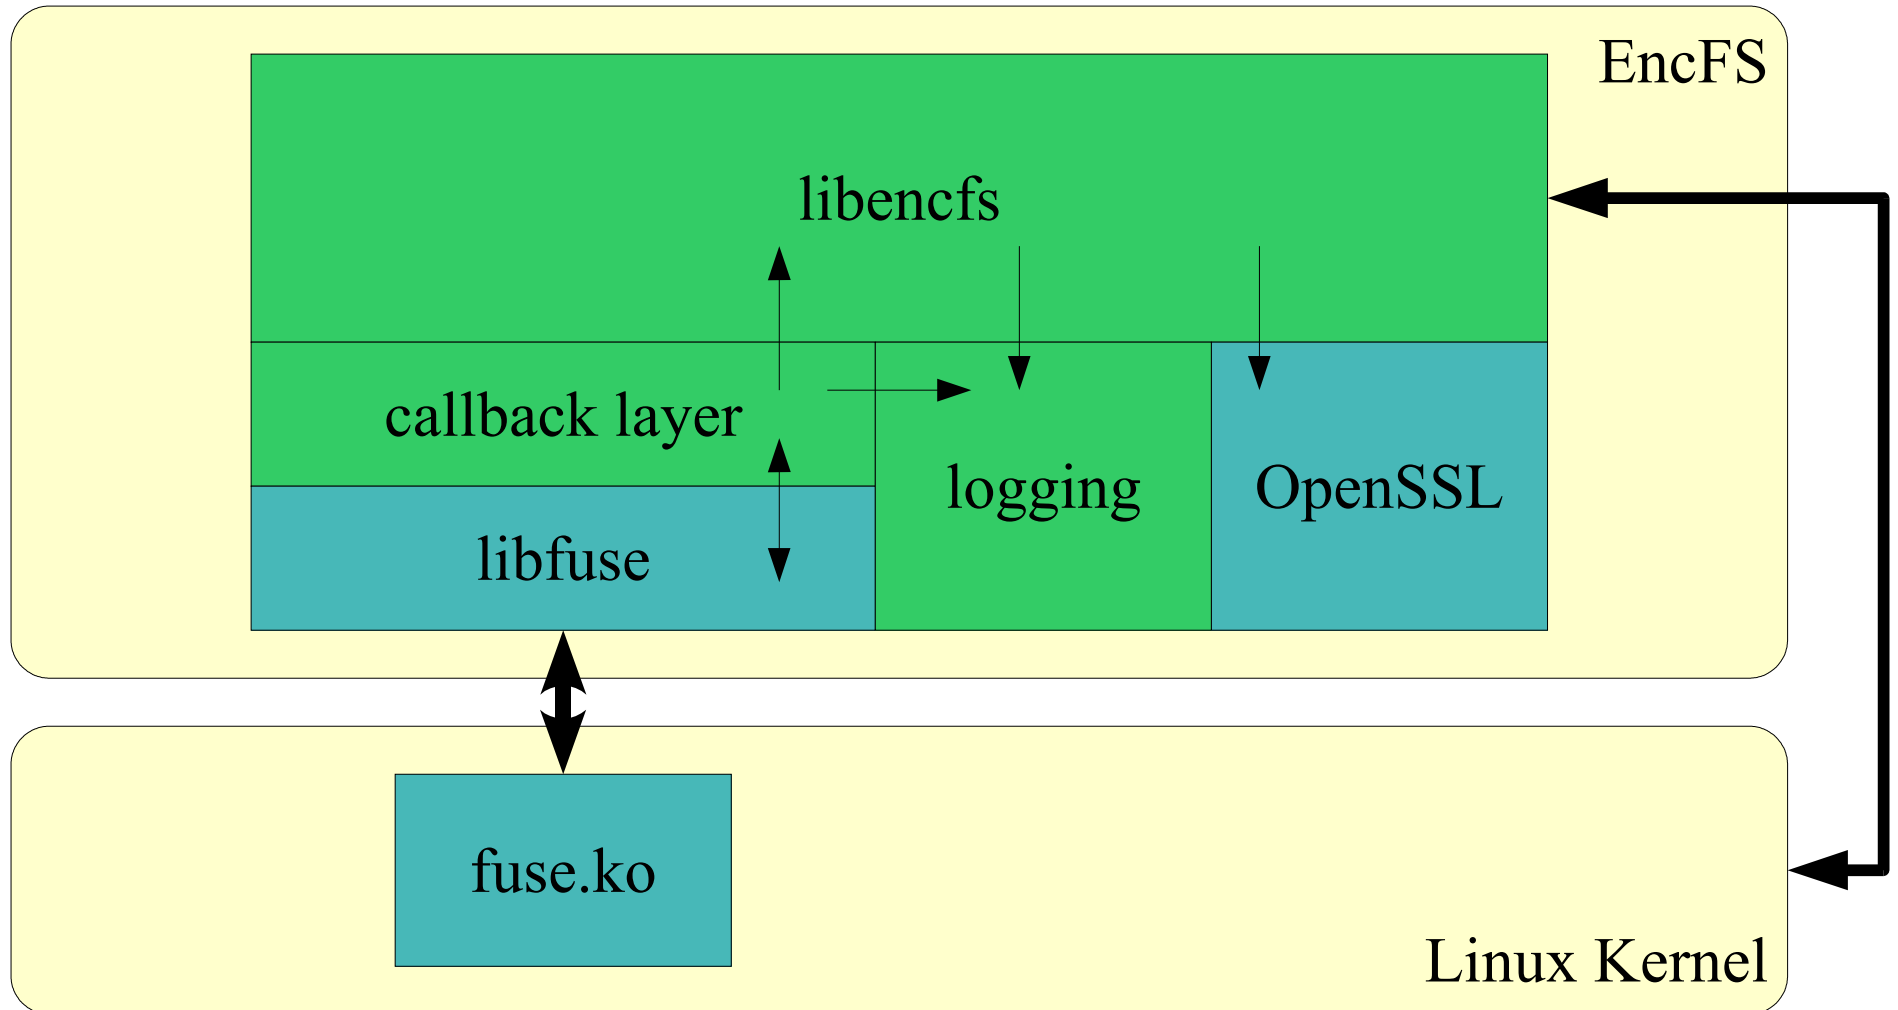 EncFS
libencfs
callback layer
logging
OpenSSL
libfuse
fuse.ko
Linux Kernel